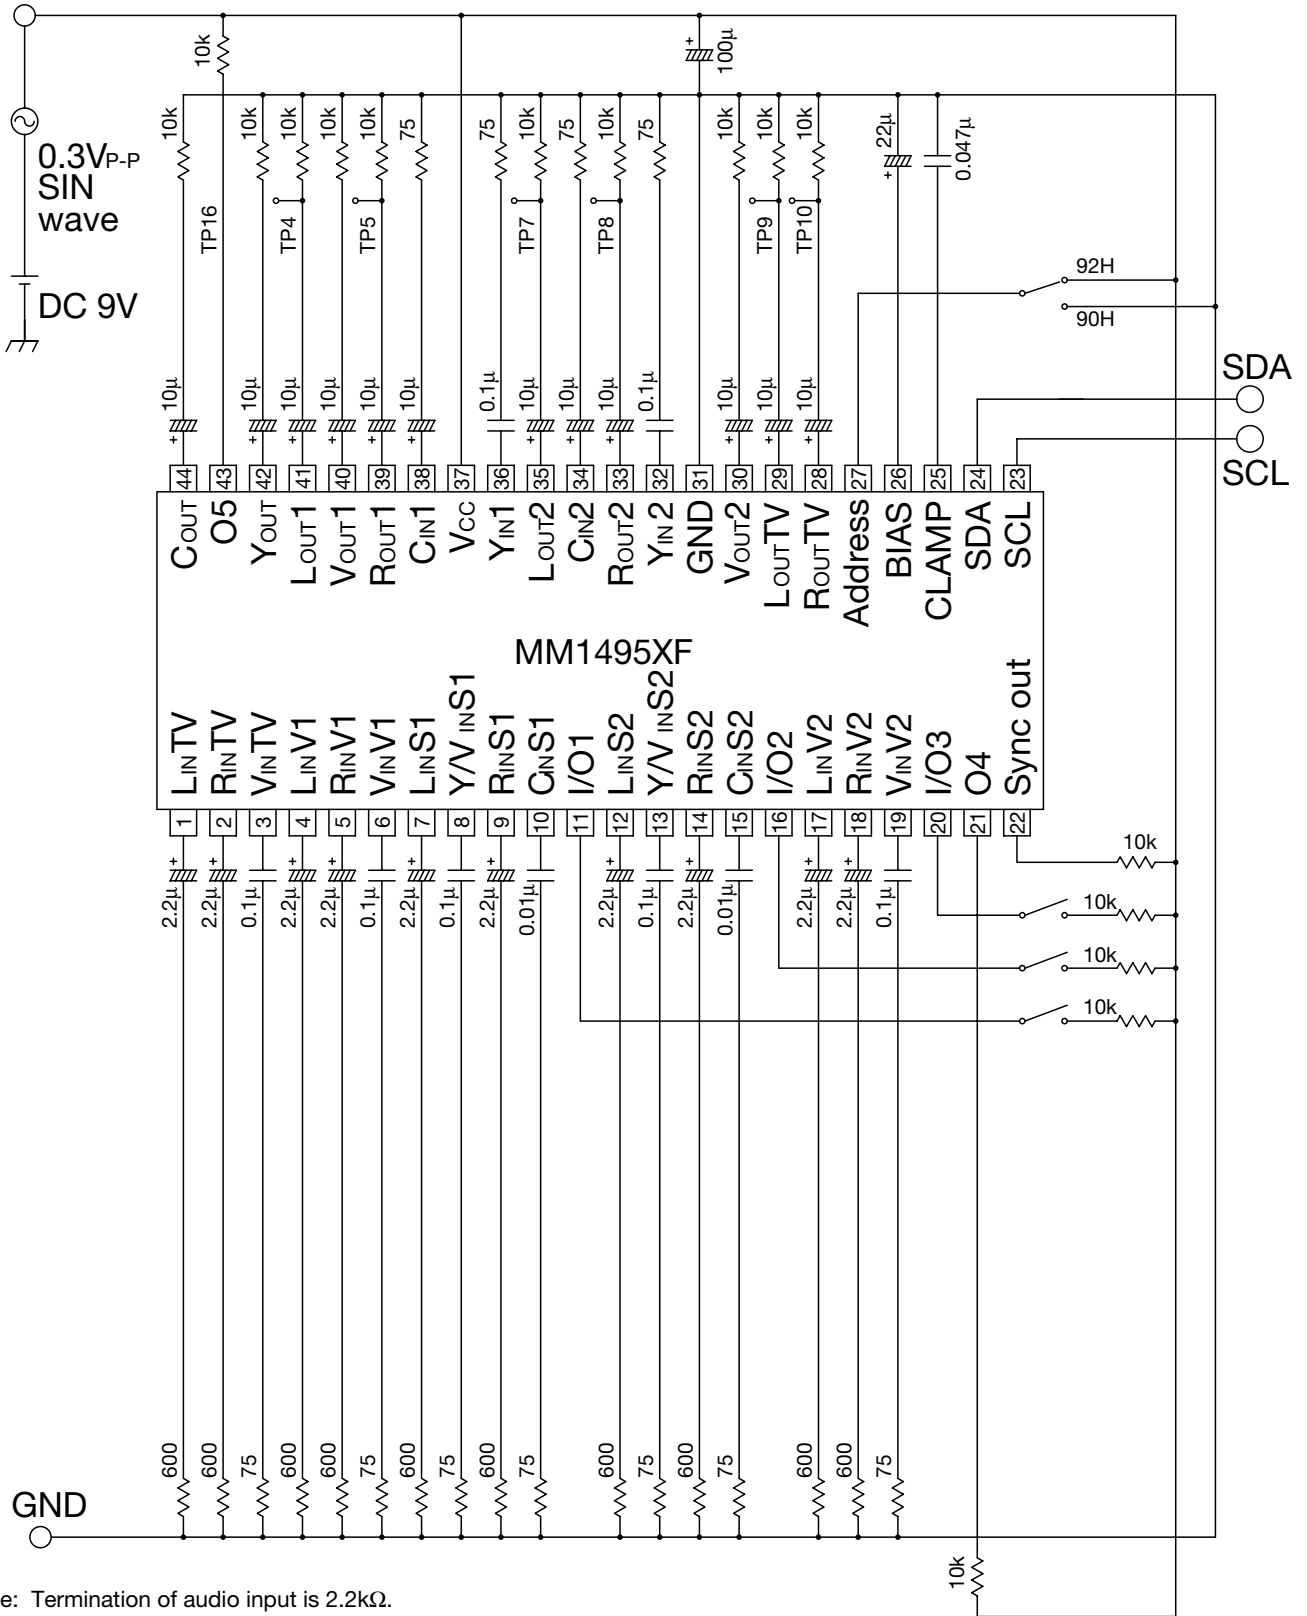 10k
100µ
10k
10k
10k
10k
10k
75
75
10k
75
10k
75
10k
10k
10k
22µ
0.047µ
0.3VP-P
SIN
wave
TP16
TP4
TP5
TP7
TP8
TP9
TP10
DC 9V
92H
90H
SDA
SCL
+ 10µ
+ 10µ
+ 10µ
+ 10µ
+ 10µ
+ 10µ
0.1µ
+ 10µ
+ 10µ
+ 10µ
0.1µ
+ 10µ
+ 10µ
+ 10µ
44 43 42 41 40 39 38 37 36 35 34 33 32 31 30 29 28 27 26 25 24 23
COUT
O5
YOUT
LOUT1
VOUT1
ROUT1
CIN1
VCC
YIN1
LOUT2
CIN2
ROUT2
YIN2
GND
VOUT2
LOUTTV
ROUTTV
Address
BIAS
CLAMP
SDA
SCL
MM1495XF
LINTV
RINTV
VINTV
LINV1
RINV1
VINV1
LINS1
Y/VINS1
RINS1
CINS1
I/O1
LINS2
Y/VINS2
RINS2
CINS2
I/O2
LINV2
RINV2
VINV2
I/O3
O4
Sync out
1 2 3 4 5 6 7 8 9 10 11 12 13 14 15 16 17 18 19 20 21 22
2.2µ +
2.2µ +
0.1µ
2.2µ +
2.2µ +
0.1µ
2.2µ +
0.1µ
2.2µ +
0.01µ
2.2µ +
0.1µ
2.2µ +
0.01µ
2.2µ +
2.2µ +
0.1µ
10k
10k
10k
10k
600
600
75
600
600
75
600
75
600
75
600
75
600
75
600
600
75
GND
10k
e: Termination of audio input is 2.2kΩ.